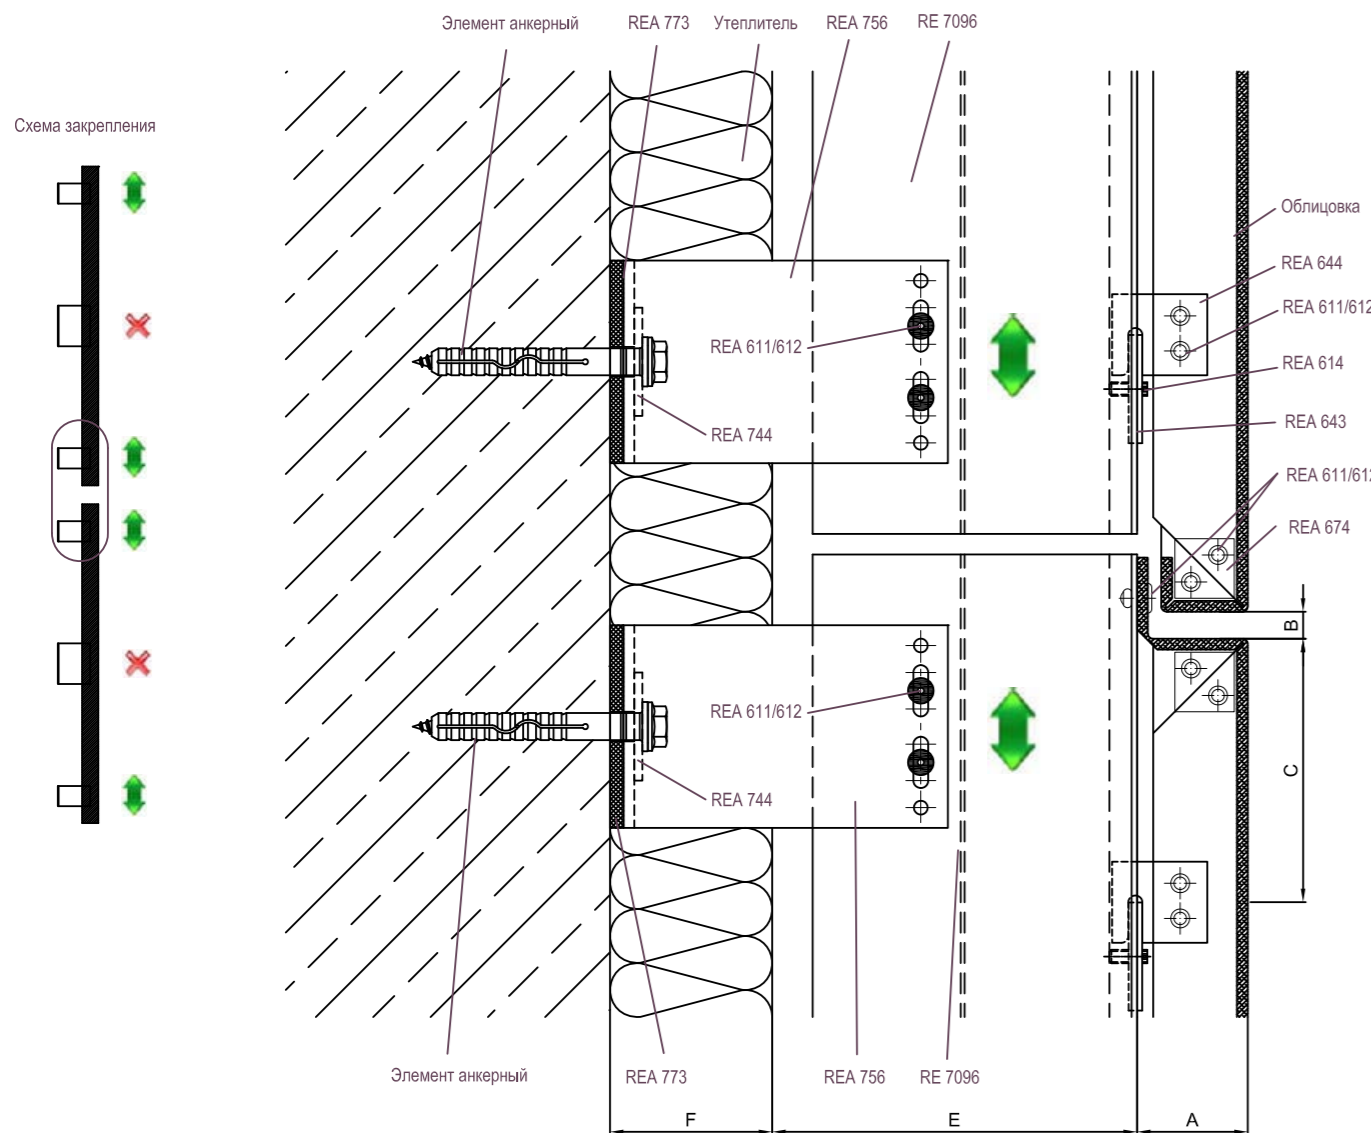 Элемент анкерный
REA 773
Утеплитель
REA 756
RE 7096
Схема закрепления
Облицовка
REA 644
REA 611/612
REA 611/612
REA 614
REA 744
REA 643
REA 611/612
REA 674
B
REA 611/612
C
REA 744
Элемент анкерный
REA 773
REA 756
RE 7096
F
E
A